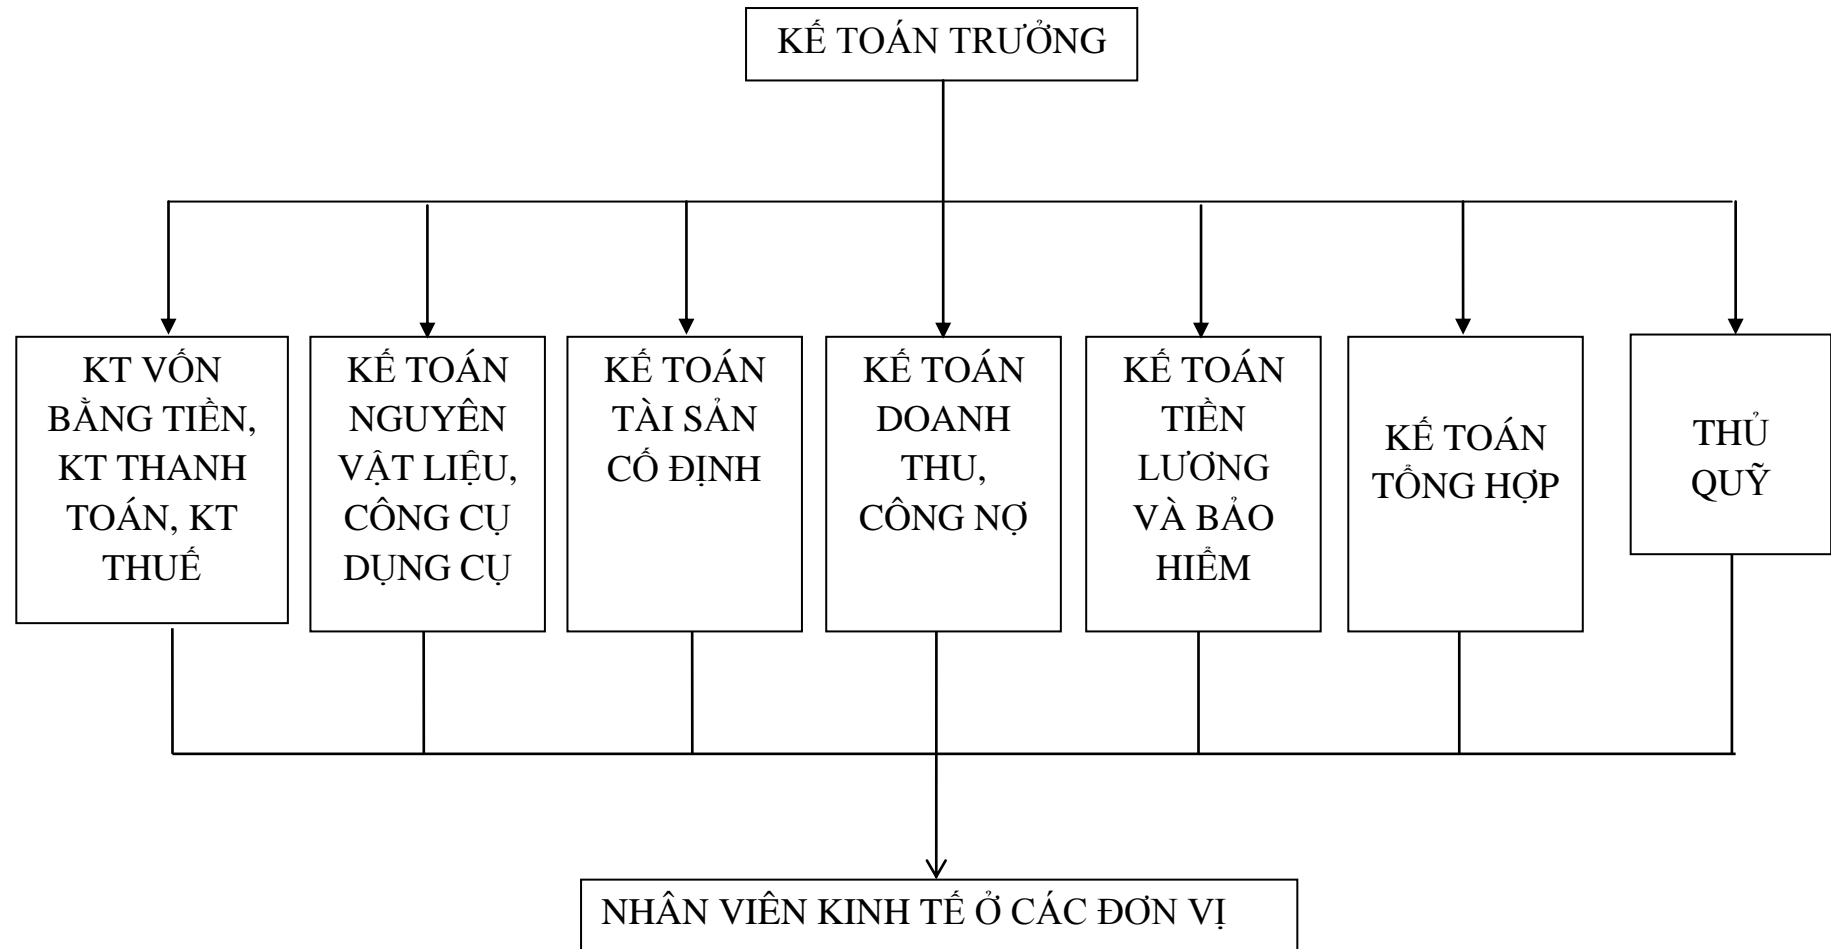 KẾ TOÁN TRƯỞNG
KT VỐN
BẰNG TIỀN,
KT THANH
TOÁN, KT
THUẾ
KẾ TOÁN
NGUYÊN
VẬT LIỆU,
CÔNG CỤ
DỤNG CỤ
KẾ TOÁN
TÀI SẢN
CỐ ĐỊNH
KẾ TOÁN
DOANH
THU,
CÔNG NỢ
KẾ TOÁN
TIỀN
LƯƠNG
VÀ BẢO
HIỂM
KẾ TOÁN
TỔNG HỢP
THỦ
QUỸ
NHÂN VIÊN KINH TẾ Ở CÁC ĐƠN VỊ